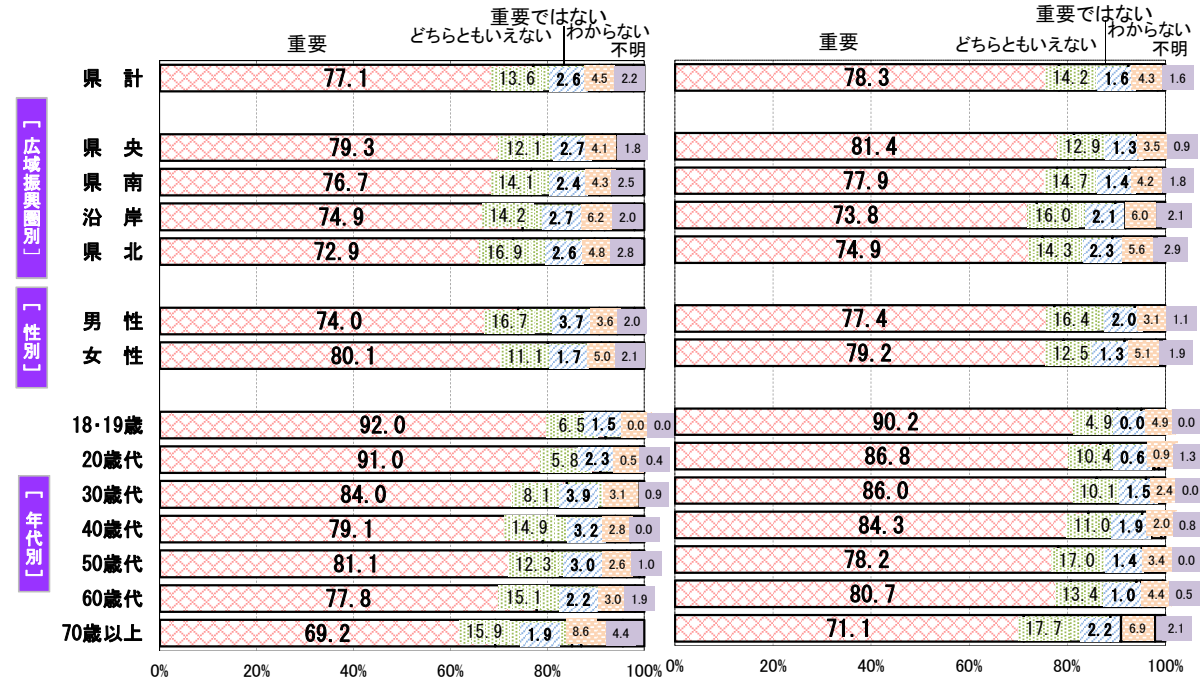 重要ではない 重要ではない
重要 どちらともいえない わからない 重要 どちらともいえない わからない
不明 不明
県 計 77.1 13.6 2.6 4.5 2.2 78.3 14.2 1.6 4.3 1.6
[広域振興圏別]
県 央 79.3 12.1 2.7 4.1 1.8 81.4 12.9 1.3 3.5 0.9
県 南 76.7 14.1 2.4 4.3 2.5 77.9 14.7 1.4 4.2 1.8
沿 岸 74.9 14.2 2.7 6.2 2.0 73.8 16.0 2.1 6.0 2.1
県 北 72.9 16.9 2.6 4.8 2.8 74.9 14.3 2.3 5.6 2.9
[性別]
男 性 74.0 16.7 3.7 3.6 2.0 77.4 16.4 2.0 3.1 1.1
女 性 80.1 11.1 1.7 5.0 2.1 79.2 12.5 1.3 5.1 1.9
[年代別]
18・19歳 92.0 6.5 1.5 0.0 0.0 90.2 4.9 0.0 4.9 0.0
20歳代 91.0 5.8 2.3 0.5 0.4 86.8 10.4 0.6 0.9 1.3
30歳代 84.0 8.1 3.9 3.1 0.9 86.0 10.1 1.5 2.4 0.0
40歳代 79.1 14.9 3.2 2.8 0.0 84.3 11.0 1.9 2.0 0.8
50歳代 81.1 12.3 3.0 2.6 1.0 78.2 17.0 1.4 3.4 0.0
60歳代 77.8 15.1 2.2 3.0 1.9 80.7 13.4 1.0 4.4 0.5
70歳以上 69.2 15.9 1.9 8.6 4.4 71.1 17.7 2.2 6.9 2.1
0% 20% 40% 60% 80% 100% 0% 20% 40% 60% 80% 100%